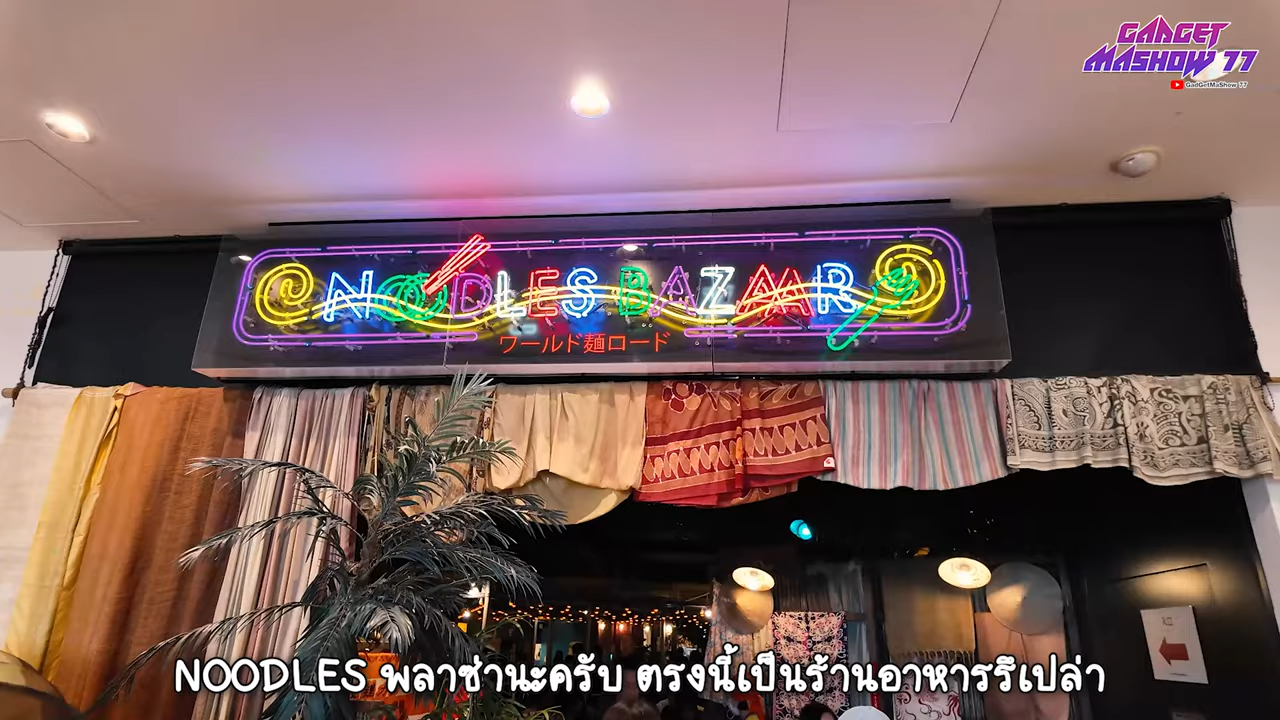 GADGET
MASHOW 77
GadGetMaShow 77
NOODLES BAZAAR
ワールド麺ロード
NOODLES พลาซ่านะครับ ตรงนี้เป็นร้านอาหารรึเปล่า